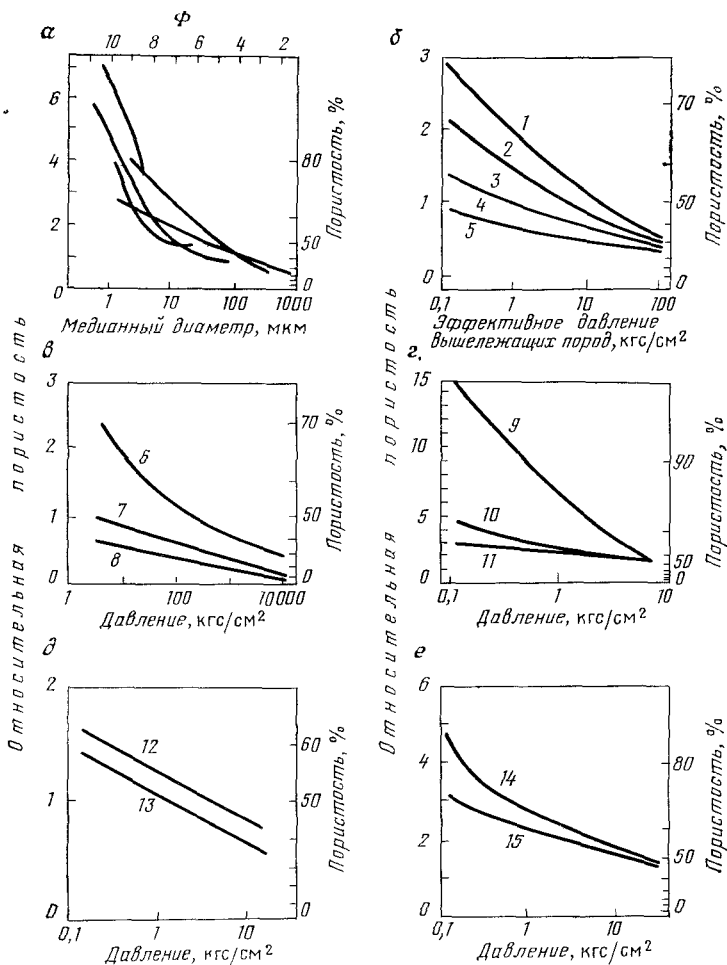 а
Ф
10 8 6 4 2
6
4
2
0
80
50
0
Пористость, %
1 10 100 1000
Медианный диаметр, мкм
б
3
2
1
0
1
2
3
4
5
70
50
0
Пористость, %
0,1 1 10 100
Эффективное давление
вышележащих пород, кгс/см²
Относительная пористость
Относительная пористость
в
3
2
1
0
6
7
8
70
50
0
Пористость, %
1 100 10000
Давление, кгс/см²
г.
15
10
5
0
9
10
11
90
50
0
Пористость, %
0,1 1 10
Давление, кгс/см²
д
2
1
0
12
13
60
50
0
Пористость, %
0,1 1 10
Давление, кгс/см²
е
6
4
2
0
14
15
80
50
0
Пористость, %
0,1 1 10
Давление, кгс/см²